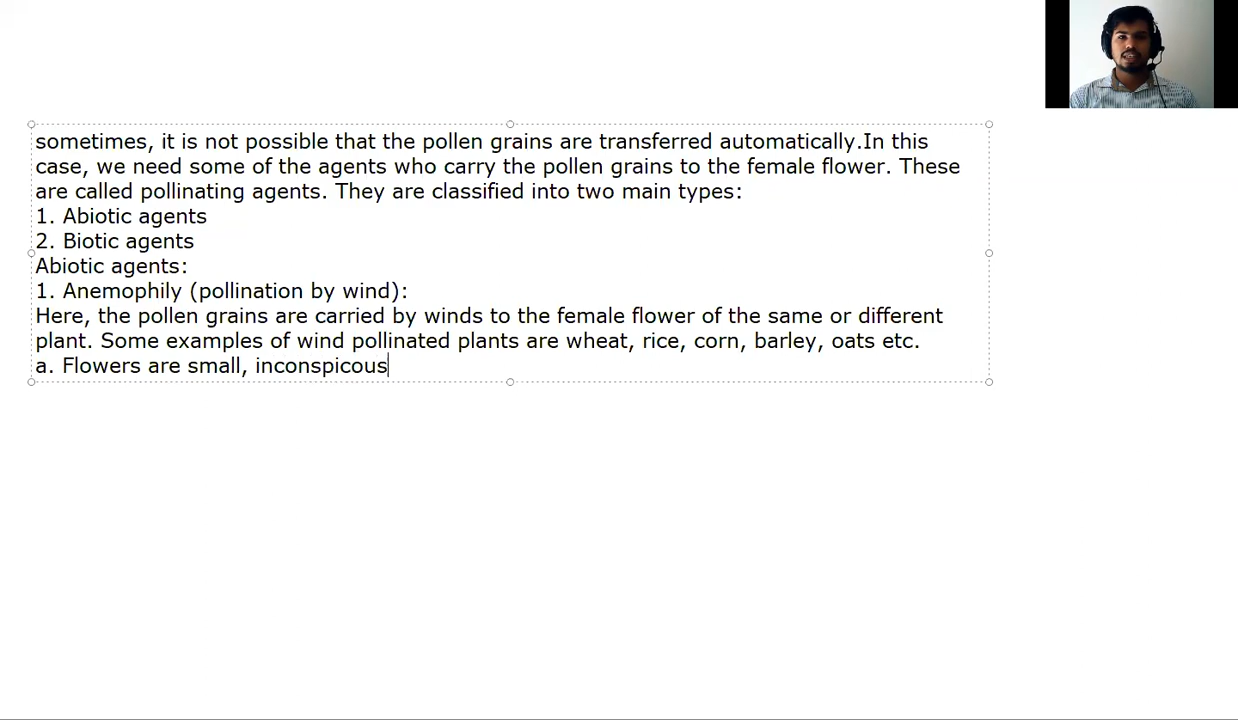 sometimes, it is not possible that the pollen grains are transferred automatically.In this
case, we need some of the agents who carry the pollen grains to the female flower. These
are called pollinating agents. They are classified into two main types:
1. Abiotic agents
2. Biotic agents
Abiotic agents:
1. Anemophily (pollination by wind):
Here, the pollen grains are carried by winds to the female flower of the same or different
plant. Some examples of wind pollinated plants are wheat, rice, corn, barley, oats etc.
a. Flowers are small, inconspicous